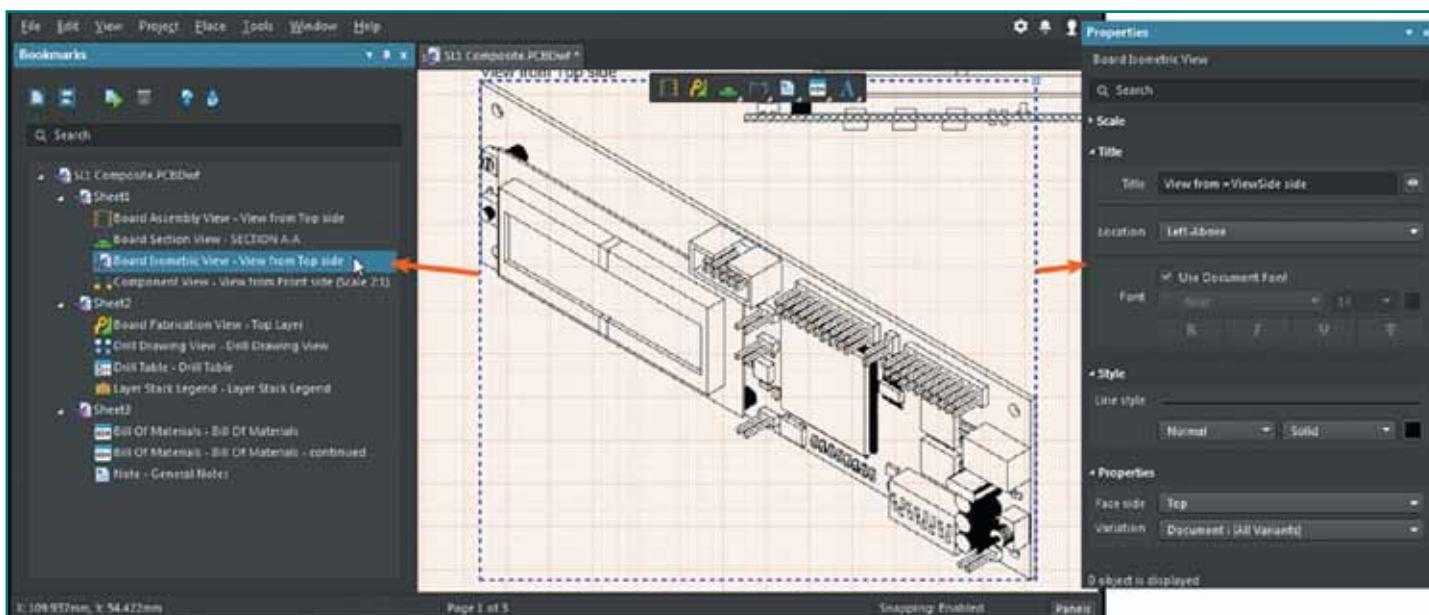 File Edit View Project Place Tools Window Help
Bookmarks
Search
SL1 Composite.PCBDwf
Sheet1
Board Assembly View - View from Top side
Board Section View - SECTION A-A
Board Isometric View - View from Top side
Component View - View from Front side (Scale 2:1)
Sheet2
Board Fabrication View - Top Layer
Drill Drawing View - Drill Drawing View
Drill Table - Drill Table
Layer Stack Legend - Layer Stack Legend
Sheet3
Bill Of Materials - Bill Of Materials
Bill Of Materials - Bill Of Materials - continued
Note - General Notes
SL1 Composite.PCBDwf *
View from Top side
Properties
Board Isometric View
Search
Scale
Title
Title View from =ViewSide side
Location Left-Above
Use Document Font
Font
B I U T
Style
Line style
Normal Solid
Properties
Face side Top
Variation Document : [All Variants]
0 object is displayed
X: 109.937mm, Y: 54.422mm Page 1 of 3 Snapping: Enabled Panels